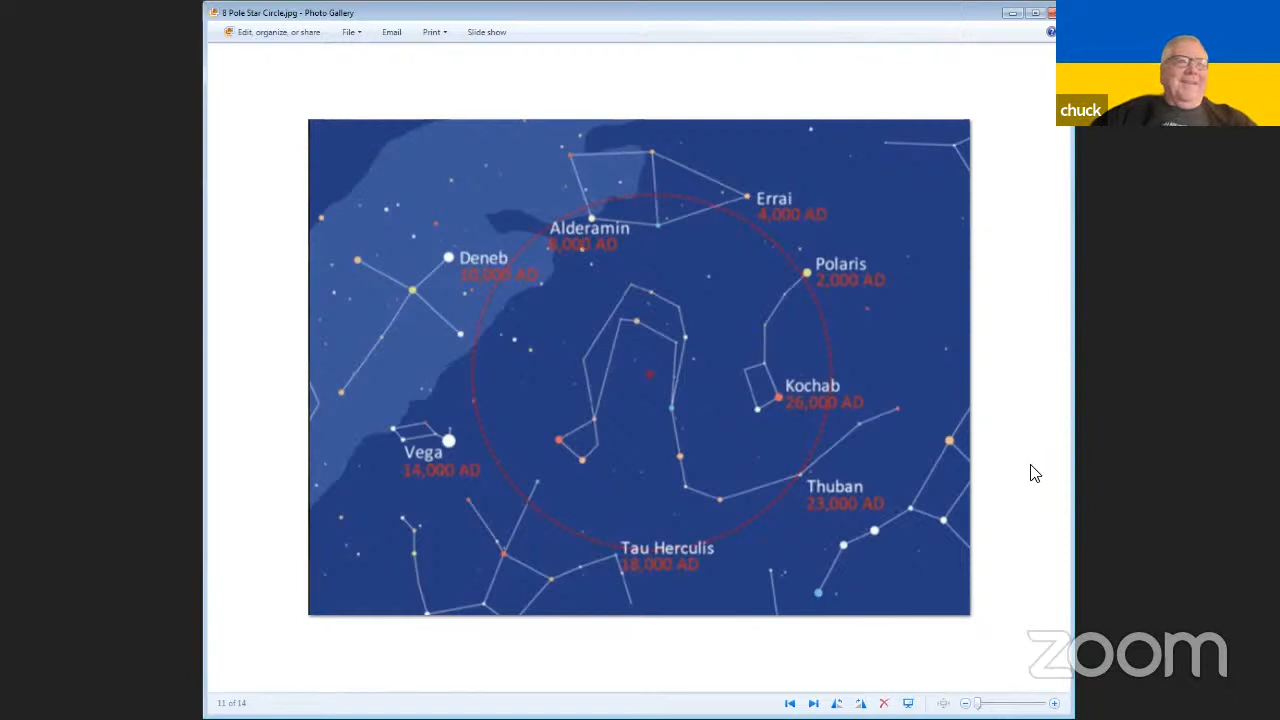 8 Pole Star Circle.jpg - Photo Gallery
Edit, organize, or share File Email Print Slide show
chuck
Errai
4,000 AD
Alderamin
8,000 AD
Deneb
10,000 AD
Polaris
2,000 AD
Kochab
26,000 AD
Vega
14,000 AD
Thuban
23,000 AD
Tau Herculis
18,000 AD
zoom
11 of 14